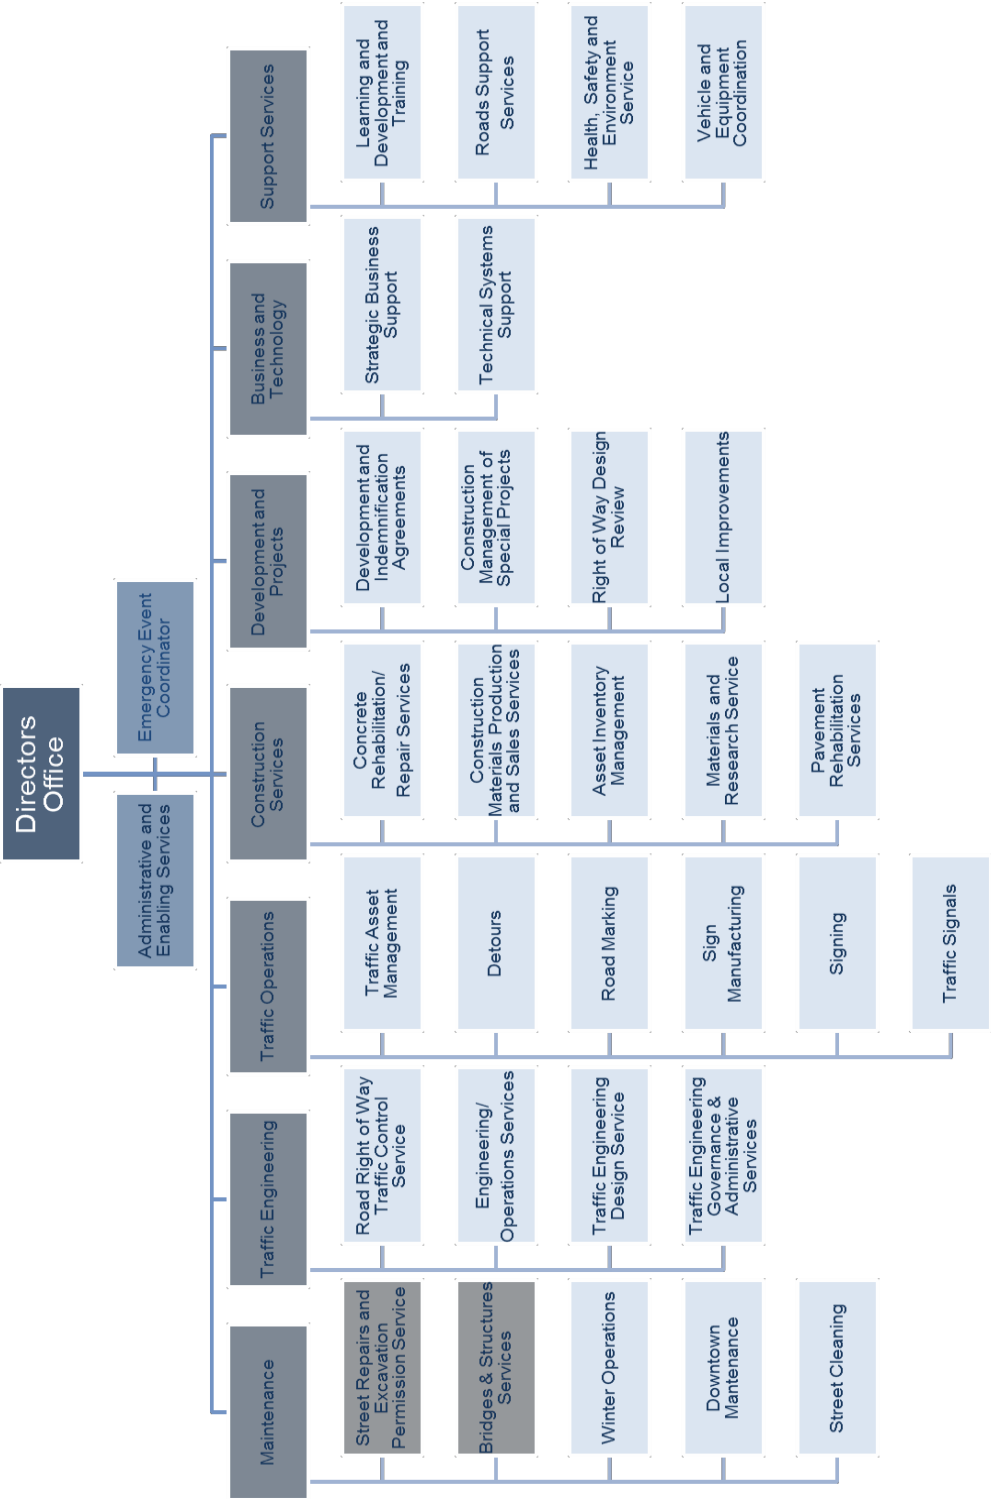 Directors
Office
Administrative and
Enabling Services
Emergency Event
Coordinator
Maintenance
Street Repairs and
Excavation
Permission Service
Bridges & Structures
Services
Winter Operations
Downtown
Mantenance
Street Cleaning
Traffic Engineering
Road Right of Way
Traffic Control
Service
Engineering/
Operations Services
Traffic Engineering
Design Service
Traffic Engineering
Governance &
Administrative
Services
Traffic Operations
Traffic Asset
Management
Detours
Road Marking
Sign
Manufacturing
Signing
Traffic Signals
Construction
Services
Concrete
Rehabilitation/
Repair Services
Construction
Materials Production
and Sales Services
Asset Inventory
Management
Materials and
Research Service
Pavement
Rehabilitation
Services
Development and
Projects
Development and
Indemnification
Agreements
Construction
Management of
Special Projects
Right of Way Design
Review
Local Improvements
Business and
Technology
Strategic Business
Support
Technical Systems
Support
Support Services
Learning and
Development and
Training
Roads Support
Services
Health, Safety and
Environment
Service
Vehicle and
Equipment
Coordination